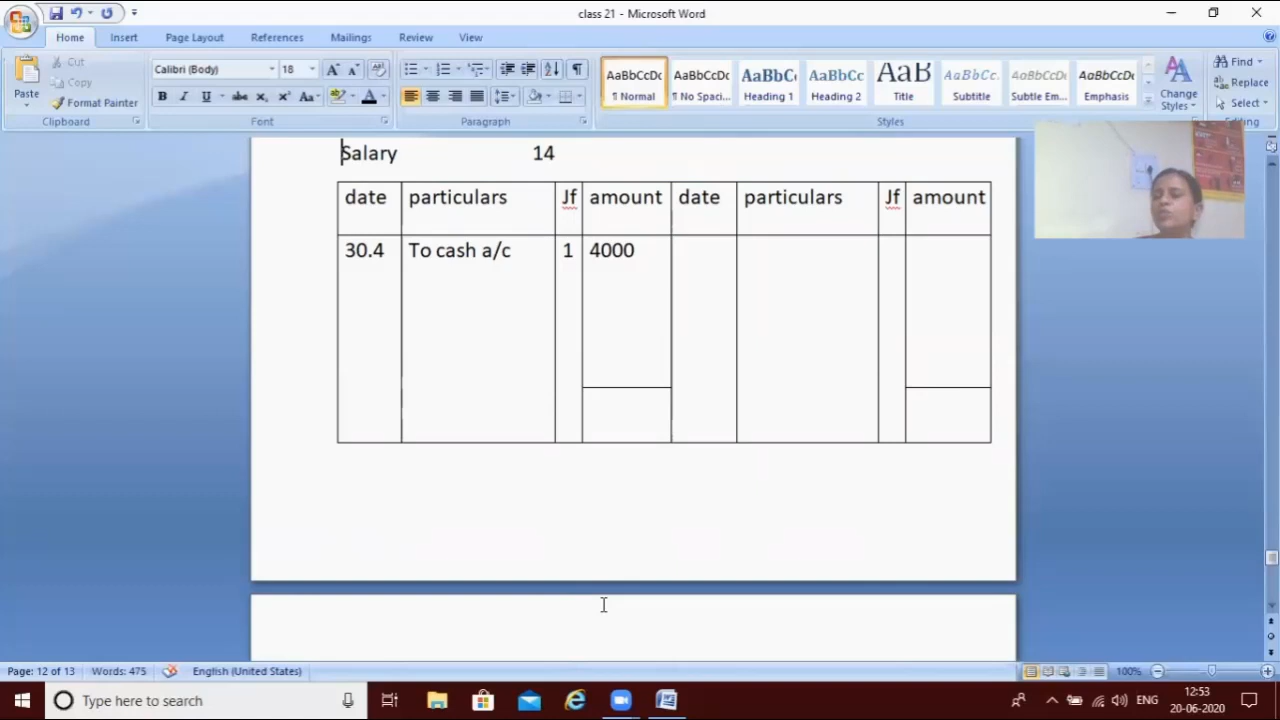 class 21 - Microsoft Word
Home Insert Page Layout References Mailings Review View
Paste
Cut
Copy
Format Painter
Clipboard
Calibri (Body) 18
Font
Paragraph
AaBbCcDc AaBbCcDc AaBbC AaBbCc AaB AaBbCc. AaBbCcDc AaBbCcDc
¶ Normal ¶ No Spaci... Heading 1 Heading 2 Title Subtitle Subtle Em... Emphasis
Styles
Change Styles
Find
Replace
Select
Editing
Salary 14
date particulars Jf amount date particulars Jf amount
30.4 To cash a/c 1 4000
Page: 12 of 13 Words: 475 English (United States) 100%
Type here to search
ENG
12:53
20-06-2020